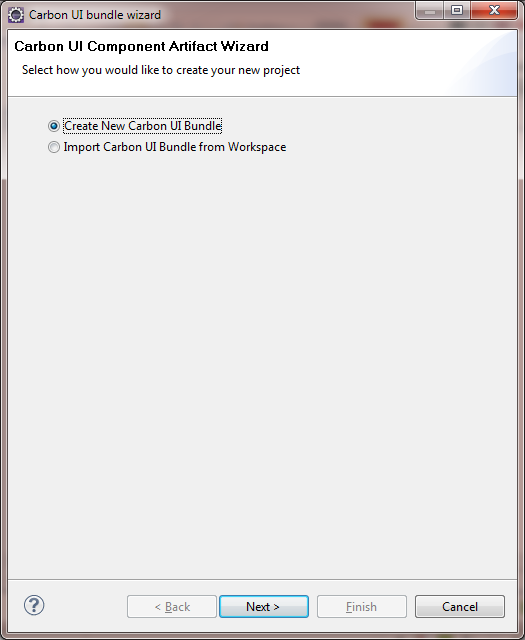 Carbon UI bundle wizard
Carbon UI Component Artifact Wizard
Select how you would like to create your new project
Create New Carbon UI Bundle
Import Carbon UI Bundle from Workspace
?
< Back
Next >
Finish
Cancel